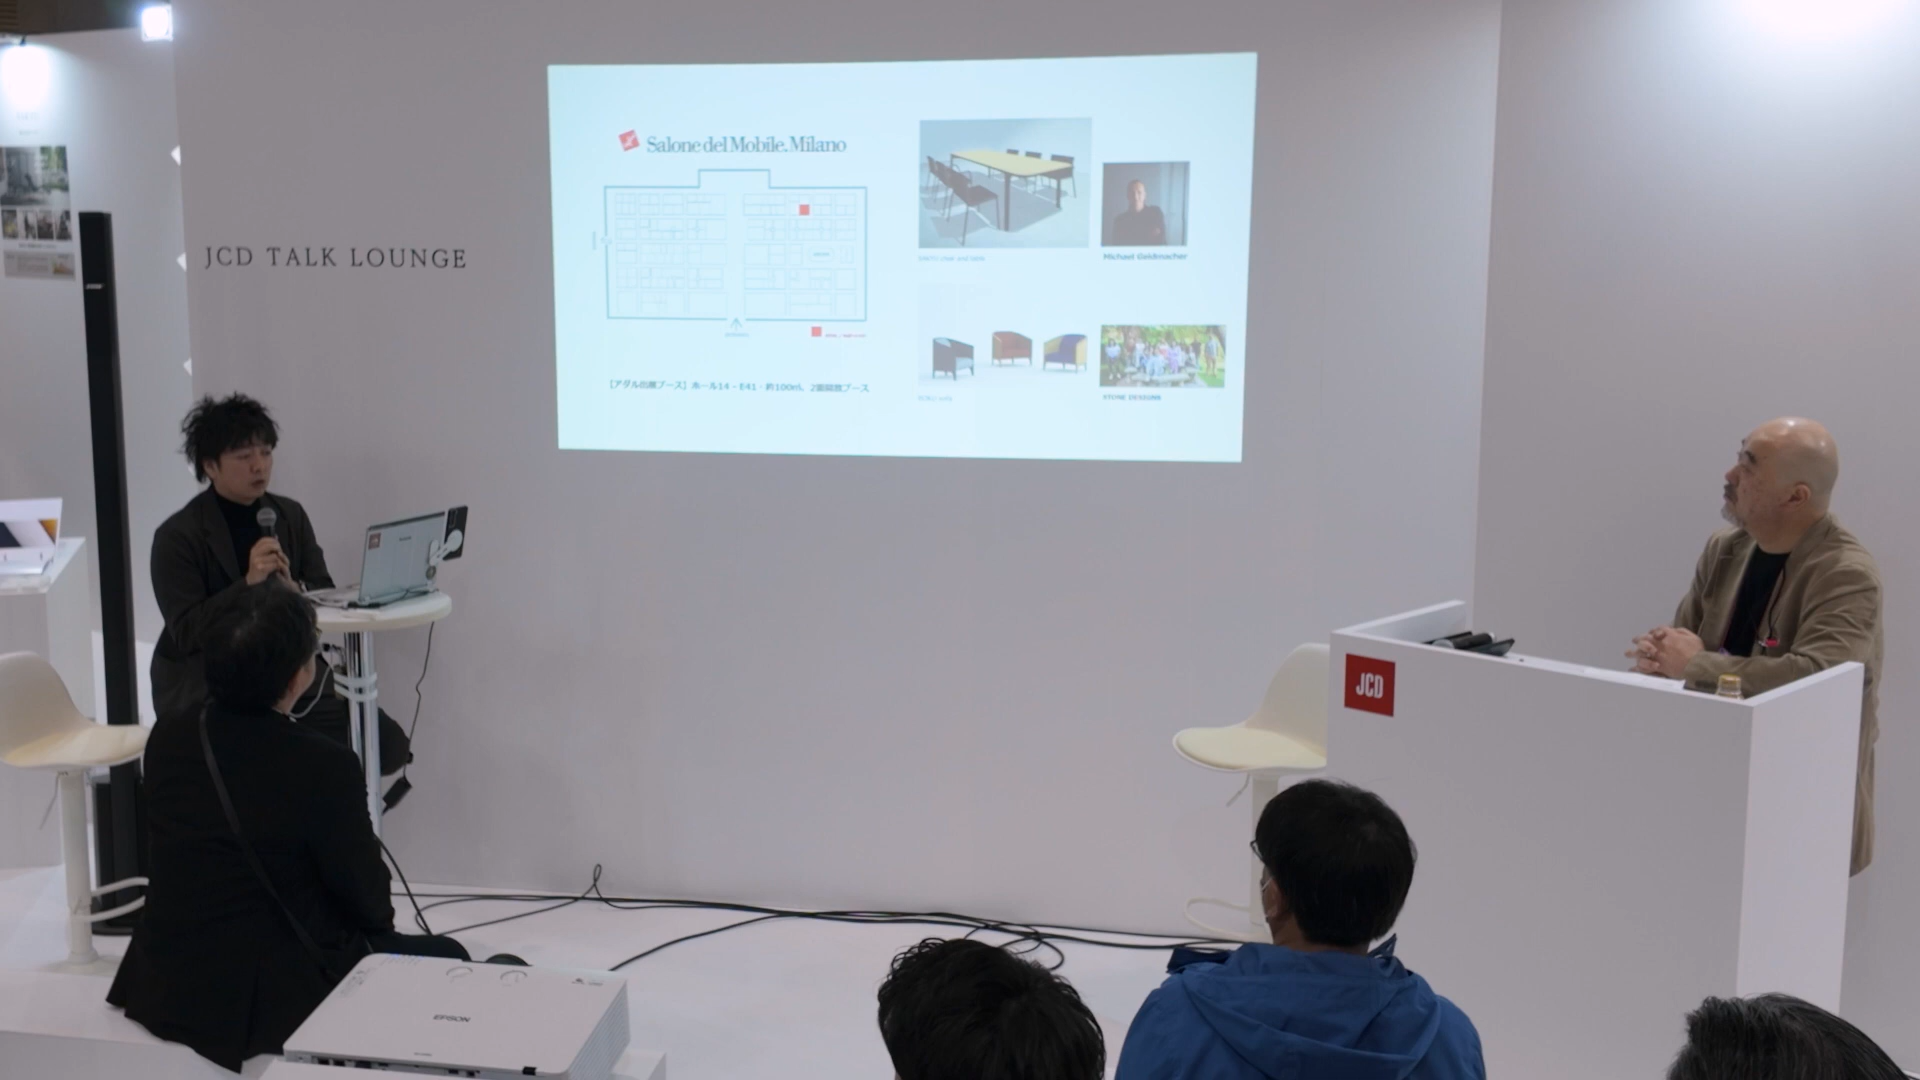 JCD TALK LOUNGE
Salone del Mobile.Milano
[アダル出展ブース] ホール14 – E41・約100㎡、2面開放ブース
Michael Geldmacher
STONE DESIGNS
JCD
EPSON